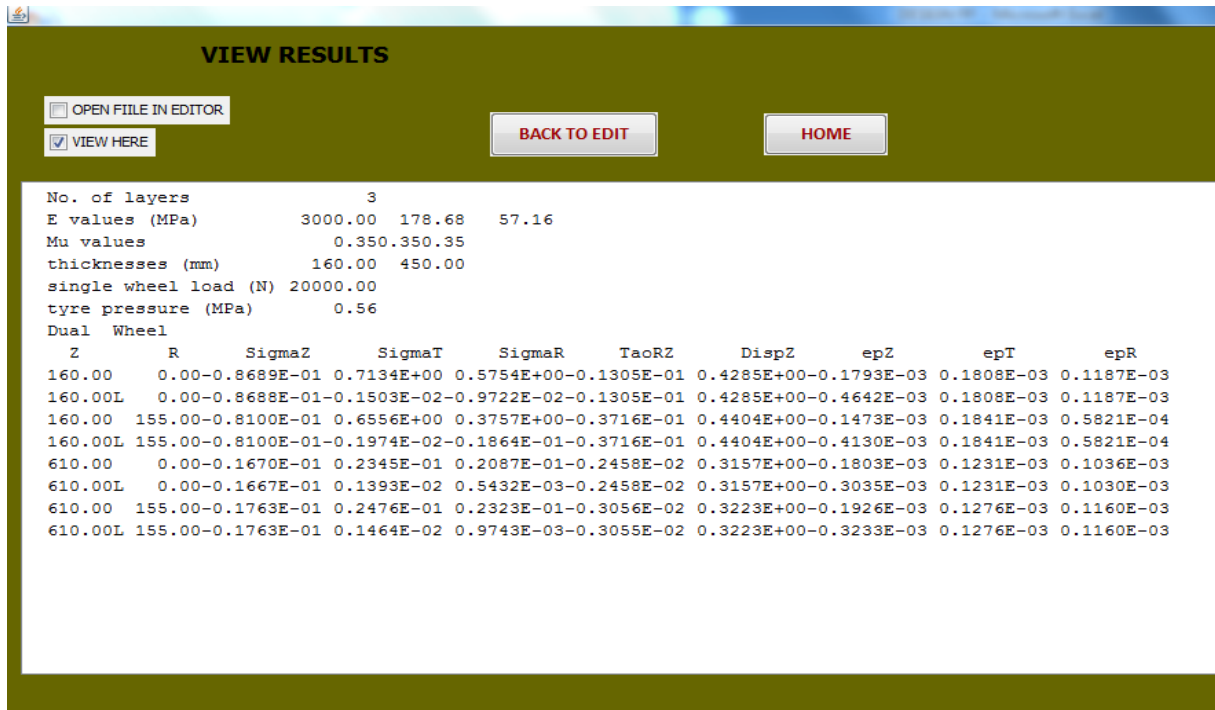 VIEW RESULTS
OPEN FIILE IN EDITOR
VIEW HERE
BACK TO EDIT
HOME
No. of layers 3
E values (MPa) 3000.00 178.68 57.16
Mu values 0.350.350.35
thicknesses (mm) 160.00 450.00
single wheel load (N) 20000.00
tyre pressure (MPa) 0.56
Dual Wheel
Z R SigmaZ SigmaT SigmaR TaoRZ DispZ epZ epT epR
160.00 0.00-0.8689E-01 0.7134E+00 0.5754E+00-0.1305E-01 0.4285E+00-0.1793E-03 0.1808E-03 0.1187E-03
160.00L 0.00-0.8688E-01-0.1503E-02-0.9722E-02-0.1305E-01 0.4285E+00-0.4642E-03 0.1808E-03 0.1187E-03
160.00 155.00-0.8100E-01 0.6556E+00 0.3757E+00-0.3716E-01 0.4404E+00-0.1473E-03 0.1841E-03 0.5821E-04
160.00L 155.00-0.8100E-01-0.1974E-02-0.1864E-01-0.3716E-01 0.4404E+00-0.4130E-03 0.1841E-03 0.5821E-04
610.00 0.00-0.1670E-01 0.2345E-01 0.2087E-01-0.2458E-02 0.3157E+00-0.1803E-03 0.1231E-03 0.1036E-03
610.00L 0.00-0.1667E-01 0.1393E-02 0.5432E-03-0.2458E-02 0.3157E+00-0.3035E-03 0.1231E-03 0.1030E-03
610.00 155.00-0.1763E-01 0.2476E-01 0.2323E-01-0.3056E-02 0.3223E+00-0.1926E-03 0.1276E-03 0.1160E-03
610.00L 155.00-0.1763E-01 0.1464E-02 0.9743E-03-0.3055E-02 0.3223E+00-0.3233E-03 0.1276E-03 0.1160E-03